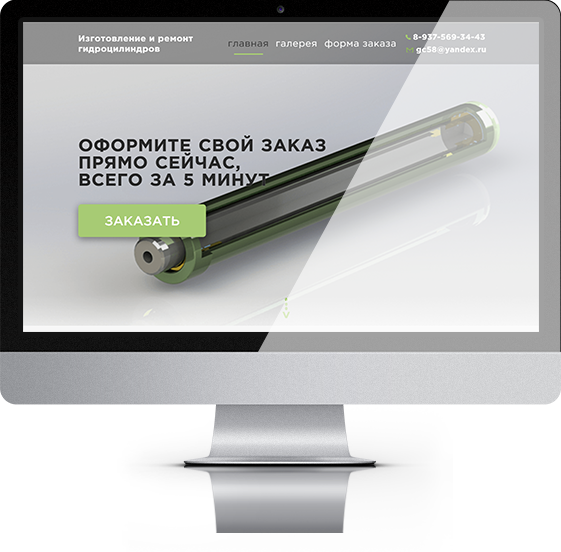 Изготовление и ремонт
гидроцилиндров
главная галерея форма заказа
8-937-569-34-43
gc58@yandex.ru
ОФОРМИТЕ СВОЙ ЗАКАЗ
ПРЯМО СЕЙЧАС,
ВСЕГО ЗА 5 МИНУТ
ЗАКАЗАТЬ